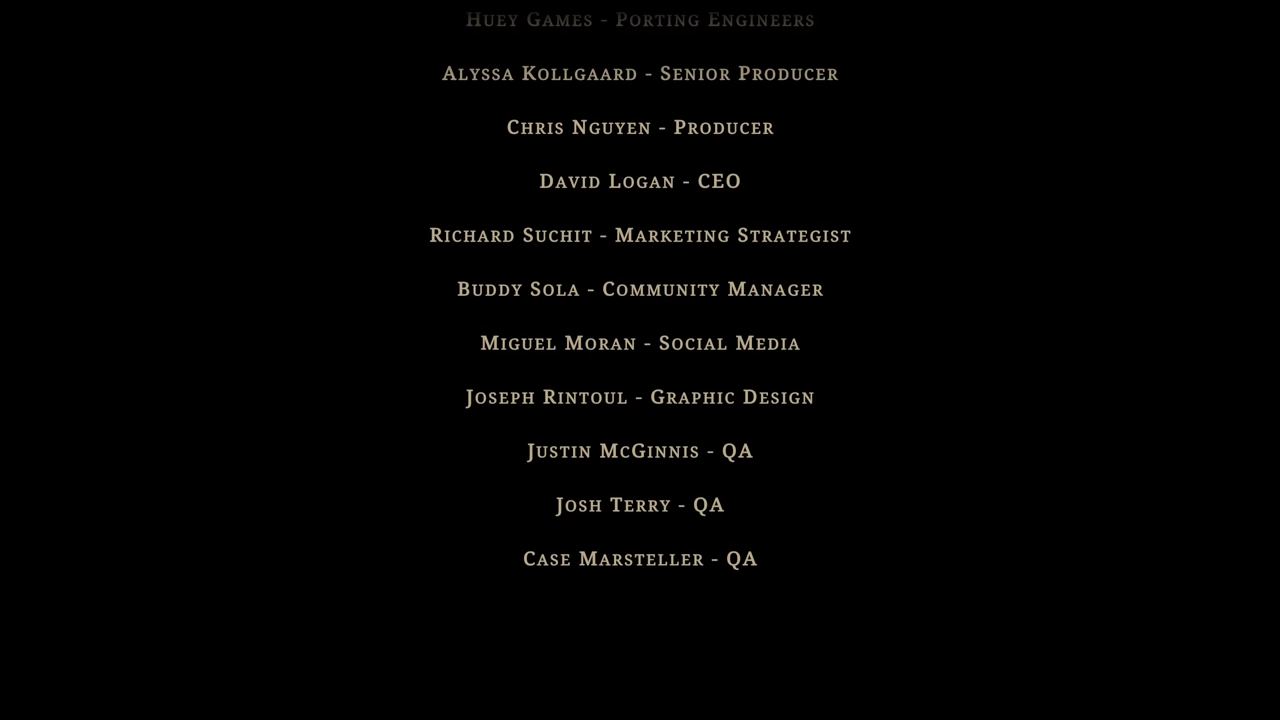 Huey Games - Porting Engineers
Alyssa Kollgaard - Senior Producer
Chris Nguyen - Producer
David Logan - CEO
Richard Suchit - Marketing Strategist
Buddy Sola - Community Manager
Miguel Moran - Social Media
Joseph Rintoul - Graphic Design
Justin McGinnis - QA
Josh Terry - QA
Case Marsteller - QA